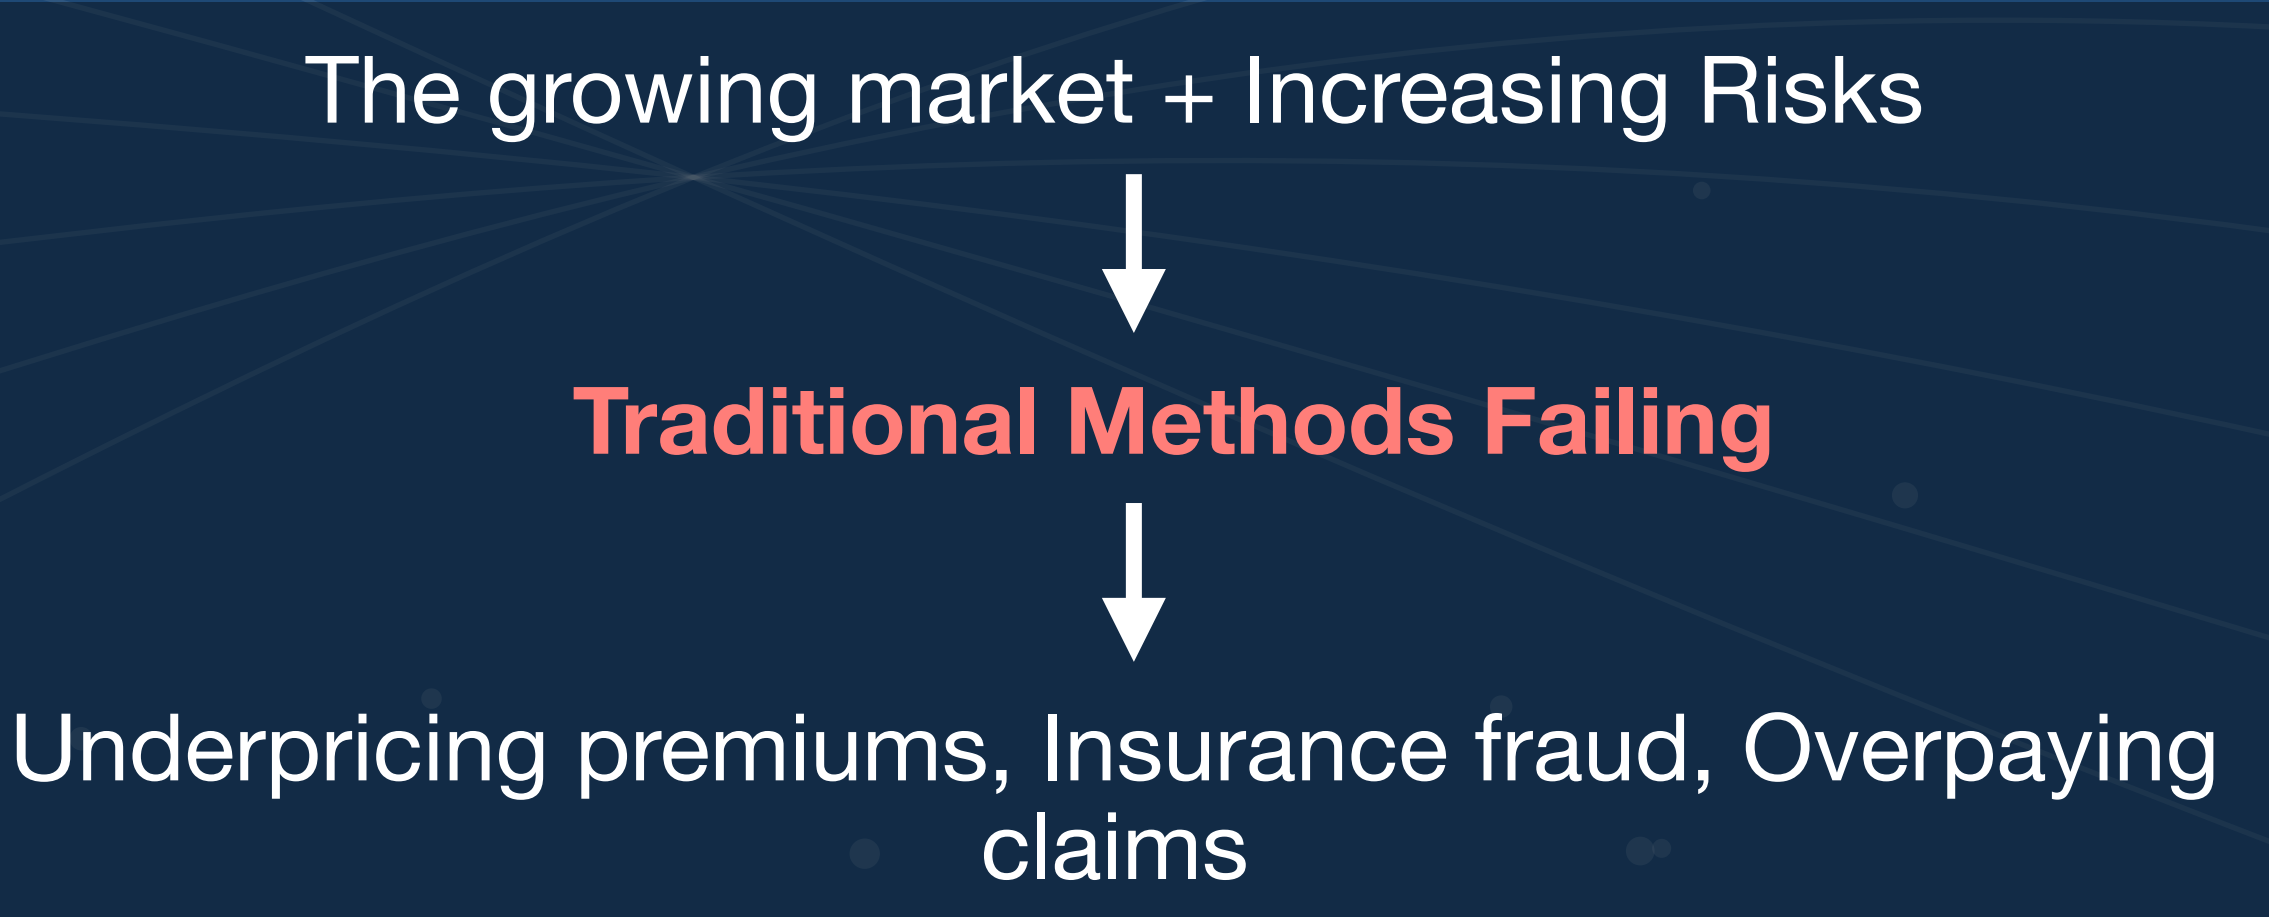 The growing market + Increasing Risks
Traditional Methods Failing
Underpricing premiums, Insurance fraud, Overpaying
claims